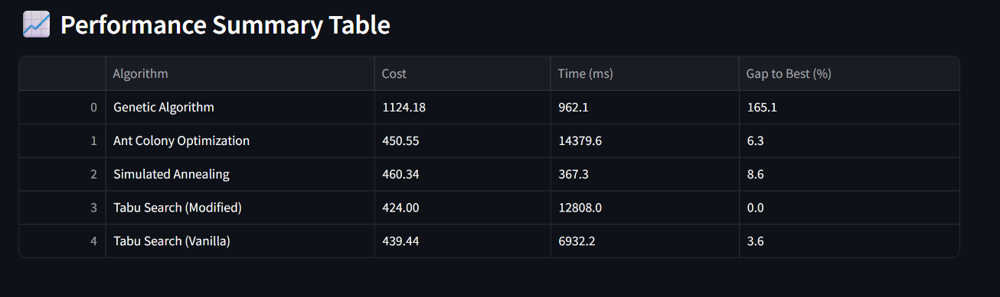 Performance Summary Table
Algorithm Cost Time (ms) Gap to Best (%)
0 Genetic Algorithm 1124.18 962.1 165.1
1 Ant Colony Optimization 450.55 14379.6 6.3
2 Simulated Annealing 460.34 367.3 8.6
3 Tabu Search (Modified) 424.00 12808.0 0.0
4 Tabu Search (Vanilla) 439.44 6932.2 3.6